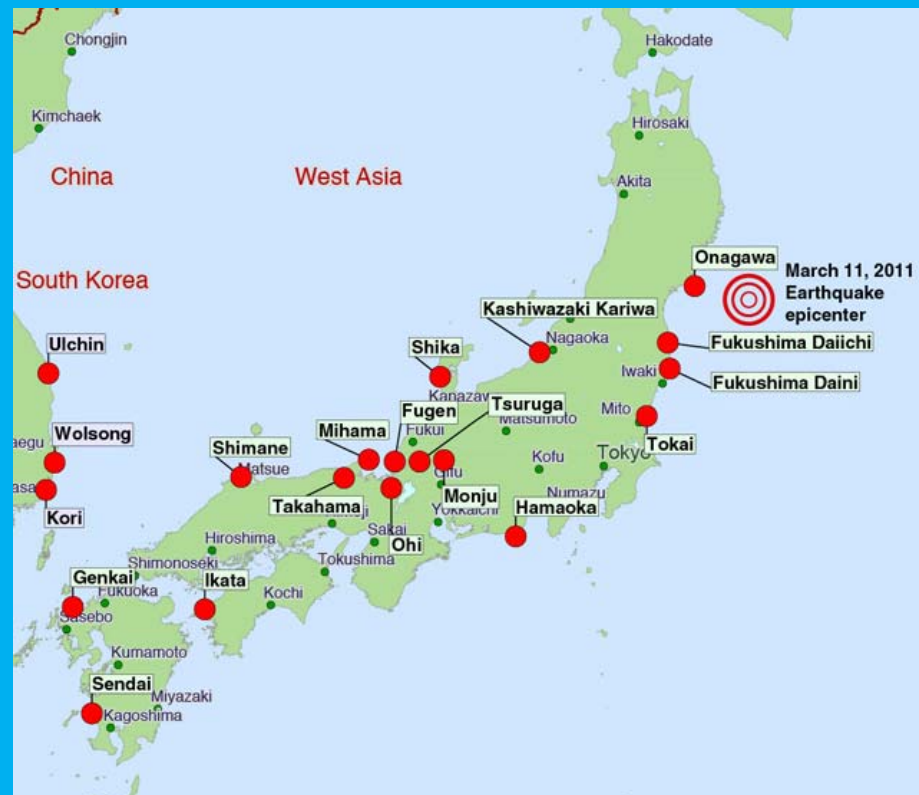 Chongjin
Hakodate
Kimchaek
Hirosaki
China
West Asia
Akita
Onagawa
March 11, 2011
Earthquake
epicenter
South Korea
Kashiwazaki Kariwa
Ulchin
Shika
Nagaoka
Fukushima Daiichi
Iwaki
Fukushima Daini
Fugen
Tsuruga
Mihama
Fukui
Matsumoto
Mito
Wolsong
Shimane
Matsue
Kofu
Tokyo
Tokai
Takahama
Monju
Numazu
Kori
Hamaoka
Sakai
Ohi
Hiroshima
Shimonoseki
Tokushima
Genkai
Ikata
Fukuoka
Kochi
Sasebo
Kumamoto
Sendai
Miyazaki
Kagoshima